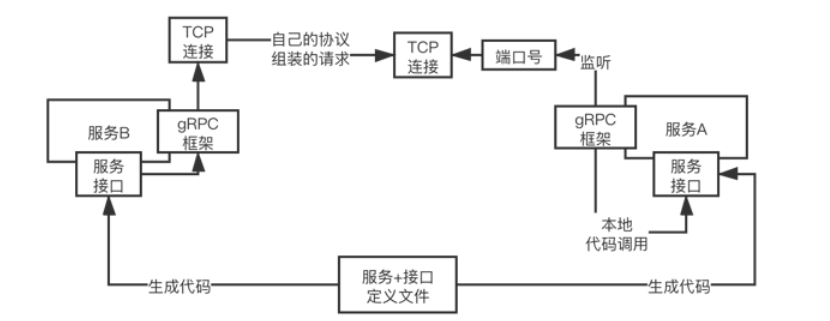 TCP
连接
自己的协议
组装的请求
TCP
连接
端口号
监听
服务B
gRPC
框架
服务
接口
gRPC
框架
服务A
服务
接口
本地
代码调用
生成代码
服务+接口
定义文件
生成代码